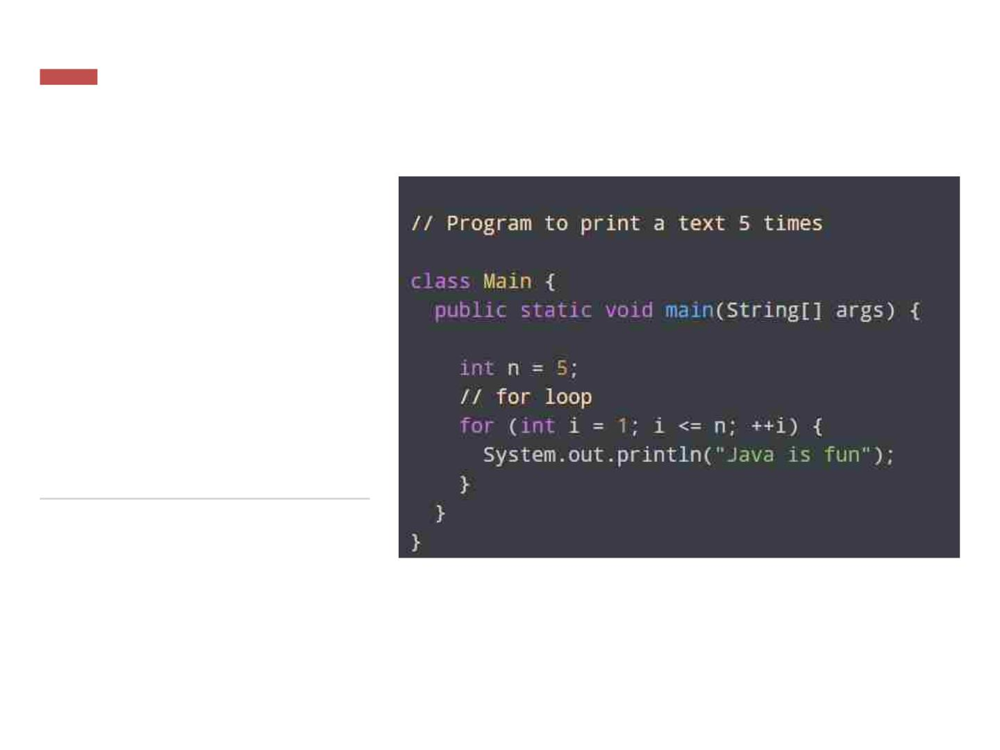 // Program to print a text 5 times
class Main {
  public static void main(String[] args) {
    int n = 5;
    // for loop
    for (int i = 1; i <= n; ++i) {
      System.out.println("Java is fun");
    }
  }
}